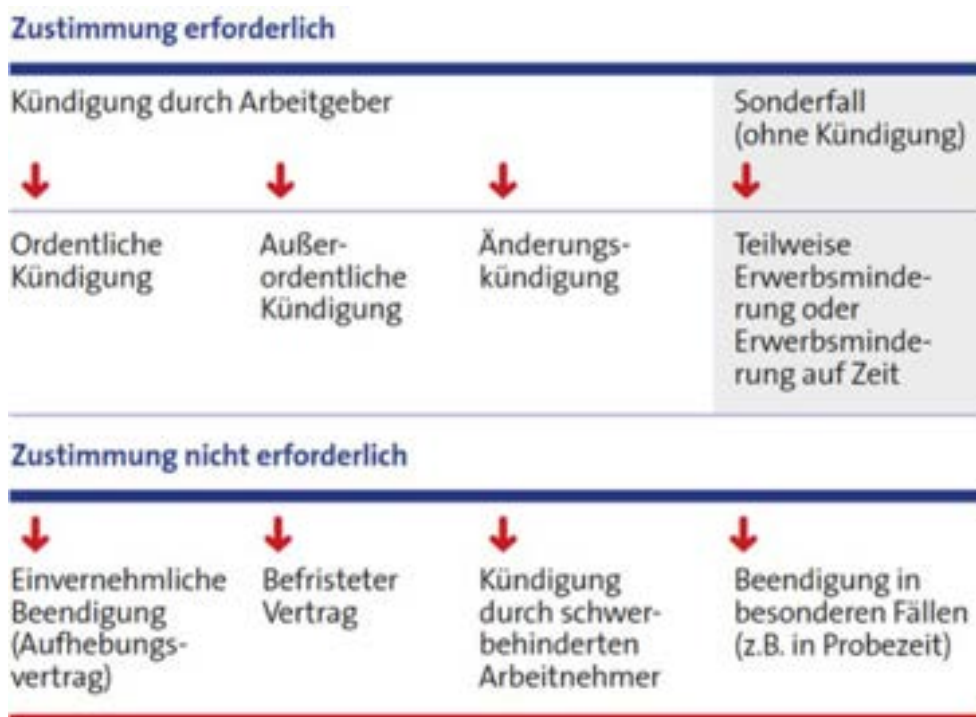 Zustimmung erforderlich
Kündigung durch Arbeitgeber
Sonderfall
(ohne Kündigung)
Ordentliche
Kündigung
Außer-
ordentliche
Kündigung
Änderungs-
kündigung
Teilweise
Erwerbsminde-
rung oder
Erwerbsminde-
rung auf Zeit
Zustimmung nicht erforderlich
Einvernehmliche
Beendigung
(Aufhebungs-
vertrag)
Befristeter
Vertrag
Kündigung
durch schwer-
behinderten
Arbeitnehmer
Beendigung in
besonderen Fällen
(z.B. in Probezeit)